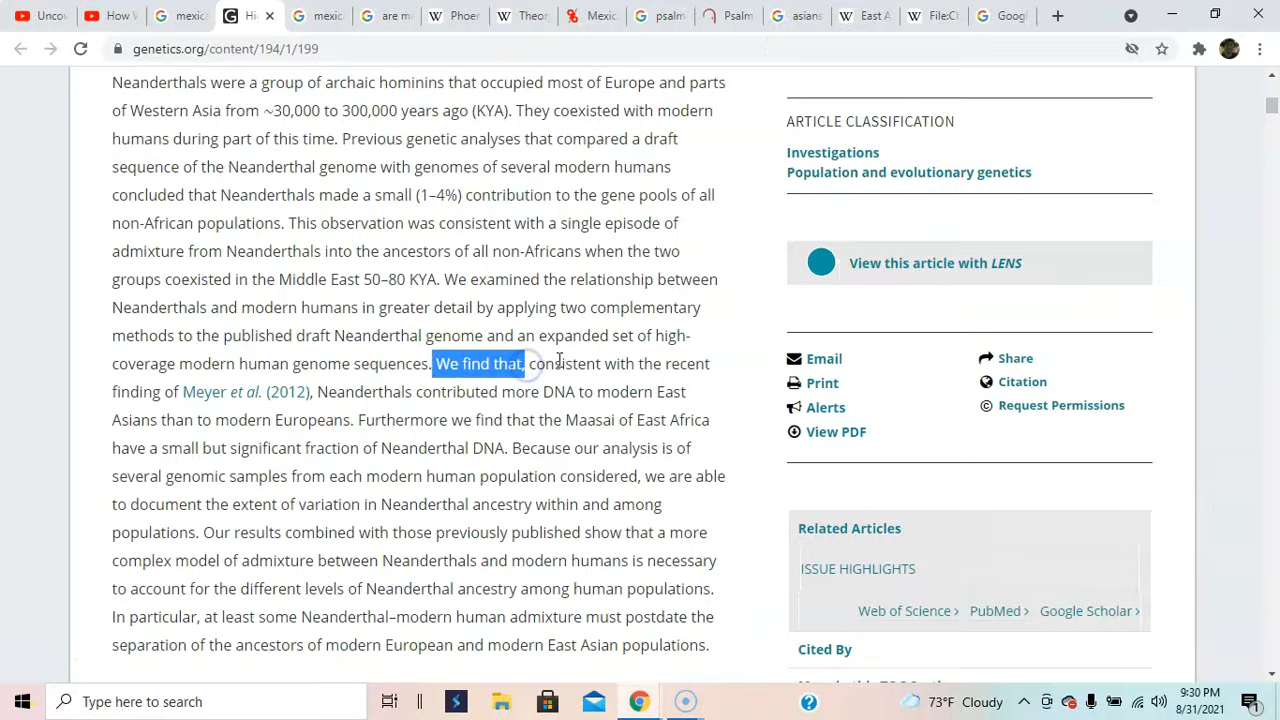 Inbox
How W
mexica
Hi
mexic
are m
Phoen
Theory
Mexic
psalm
Psalm
asians
East A
File:Cl
Googl
genetics.org/content/194/1/199
Neanderthals were a group of archaic hominins that occupied most of Europe and parts
of Western Asia from ~30,000 to 300,000 years ago (KYA). They coexisted with modern
humans during part of this time. Previous genetic analyses that compared a draft
sequence of the Neanderthal genome with genomes of several modern humans
concluded that Neanderthals made a small (1–4%) contribution to the gene pools of all
non-African populations. This observation was consistent with a single episode of
admixture from Neanderthals into the ancestors of all non-Africans when the two
groups coexisted in the Middle East 50–80 KYA. We examined the relationship between
Neanderthals and modern humans in greater detail by applying two complementary
methods to the published draft Neanderthal genome and an expanded set of high-
coverage modern human genome sequences. We find that, consistent with the recent
finding of Meyer et al. (2012), Neanderthals contributed more DNA to modern East
Asians than to modern Europeans. Furthermore we find that the Maasai of East Africa
have a small but significant fraction of Neanderthal DNA. Because our analysis is of
several genomic samples from each modern human population considered, we are able
to document the extent of variation in Neanderthal ancestry within and among
populations. Our results combined with those previously published show that a more
complex model of admixture between Neanderthals and modern humans is necessary
to account for the different levels of Neanderthal ancestry among human populations.
In particular, at least some Neanderthal–modern human admixture must postdate the
separation of the ancestors of modern European and modern East Asian populations.
ARTICLE CLASSIFICATION
Investigations
Population and evolutionary genetics
View this article with LENS
Email
Share
Print
Citation
Alerts
Request Permissions
View PDF
Related Articles
ISSUE HIGHLIGHTS
Web of Science
PubMed
Google Scholar
Cited By
Type here to search
73°F Cloudy
9:30 PM
8/31/2021